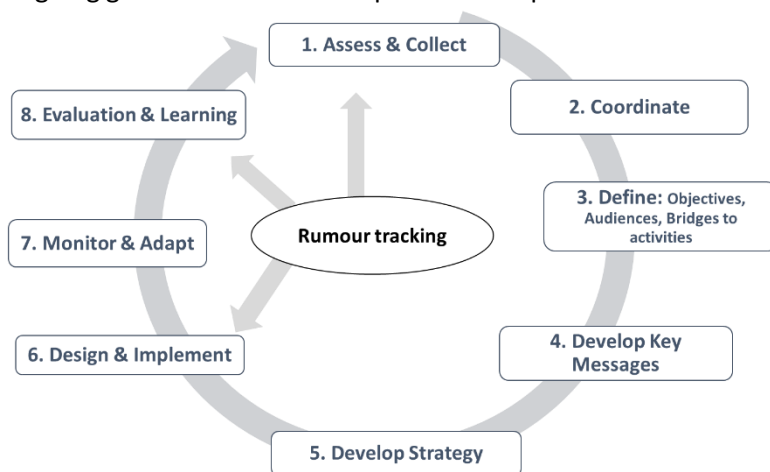 1. Assess & Collect
2. Coordinate
3. Define: Objectives,
Audiences, Bridges to
activities
4. Develop Key
Messages
5. Develop Strategy
6. Design & Implement
7. Monitor & Adapt
8. Evaluation & Learning
Rumour tracking